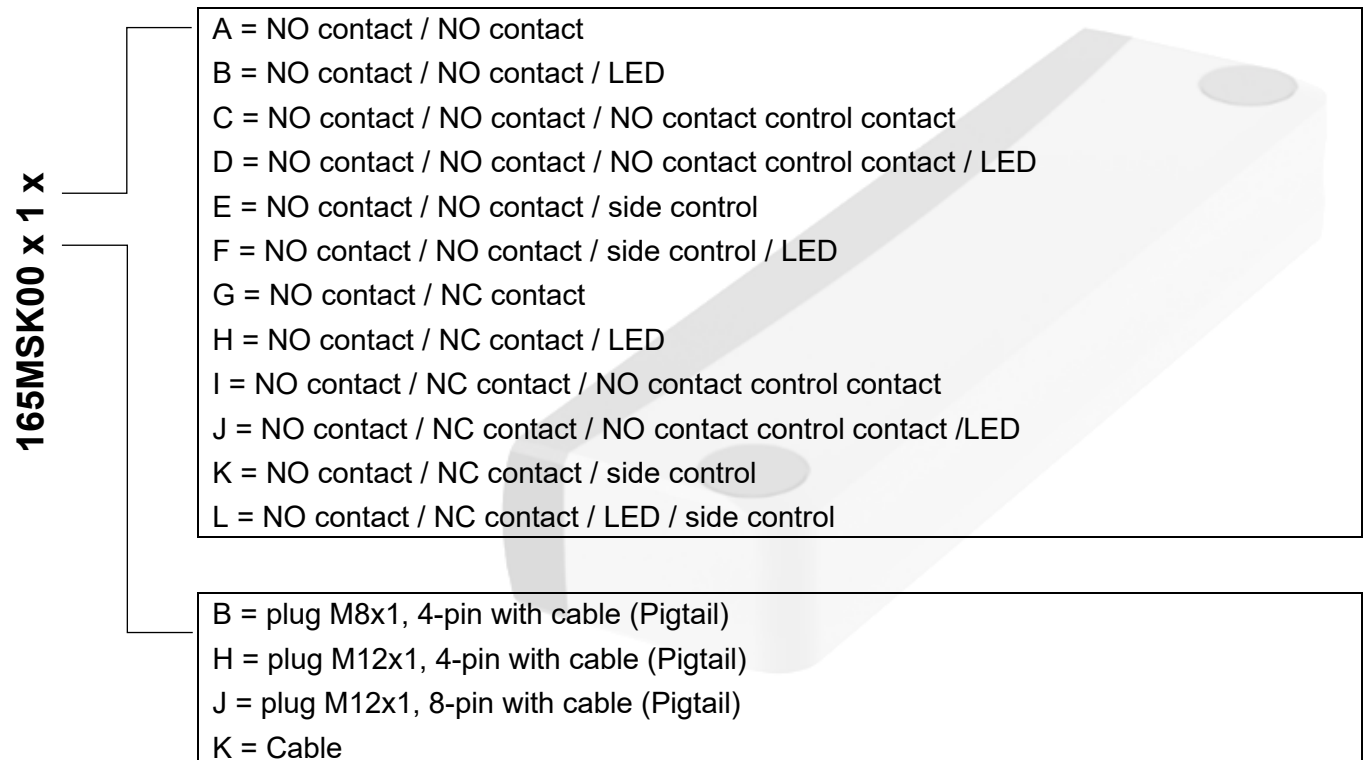 165MSK00 x 1 x
A = NO contact / NO contact
B = NO contact / NO contact / LED
C = NO contact / NO contact / NO contact control contact
D = NO contact / NO contact / NO contact control contact / LED
E = NO contact / NO contact / side control
F = NO contact / NO contact / side control / LED
G = NO contact / NC contact
H = NO contact / NC contact / LED
I = NO contact / NC contact / NO contact control contact
J = NO contact / NC contact / NO contact control contact /LED
K = NO contact / NC contact / side control
L = NO contact / NC contact / LED / side control
B = plug M8x1, 4-pin with cable (Pigtail)
H = plug M12x1, 4-pin with cable (Pigtail)
J = plug M12x1, 8-pin with cable (Pigtail)
K = Cable